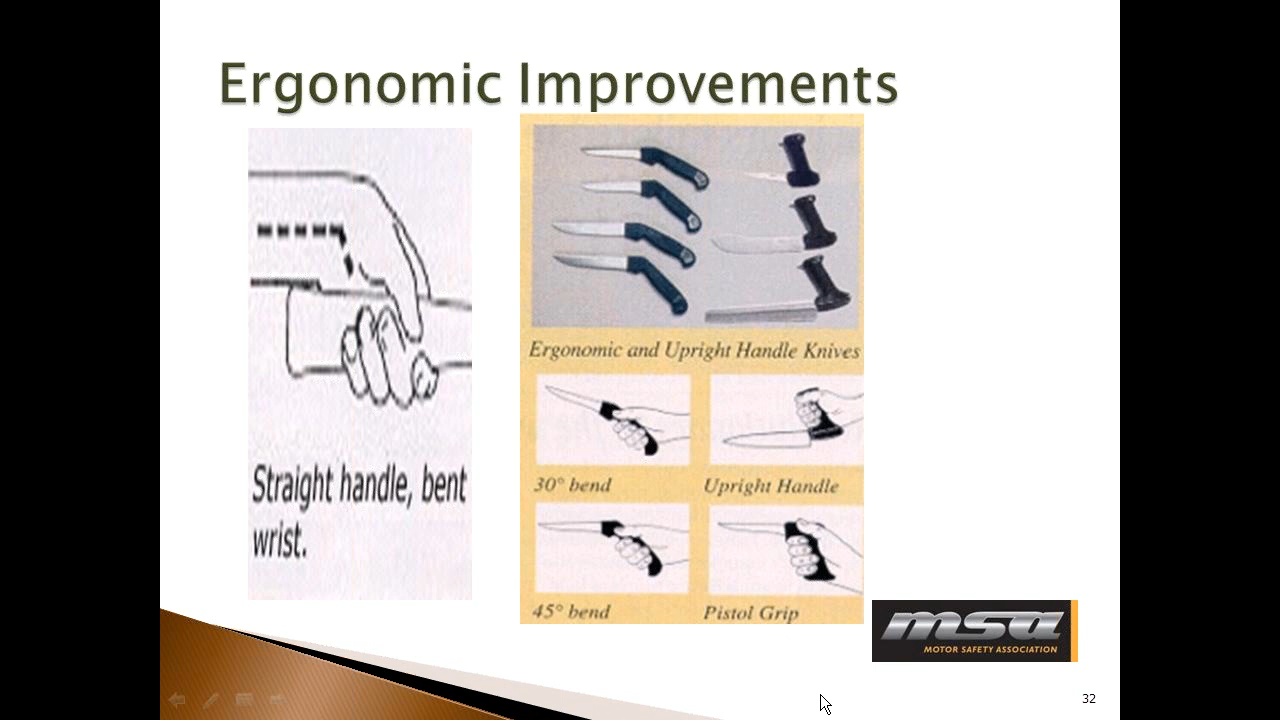 Ergonomic Improvements
Straight handle, bent
wrist.
Ergonomic and Upright Handle Knives
30° bend
Upright Handle
45° bend
Pistol Grip
msa
MOTOR SAFETY ASSOCIATION
32